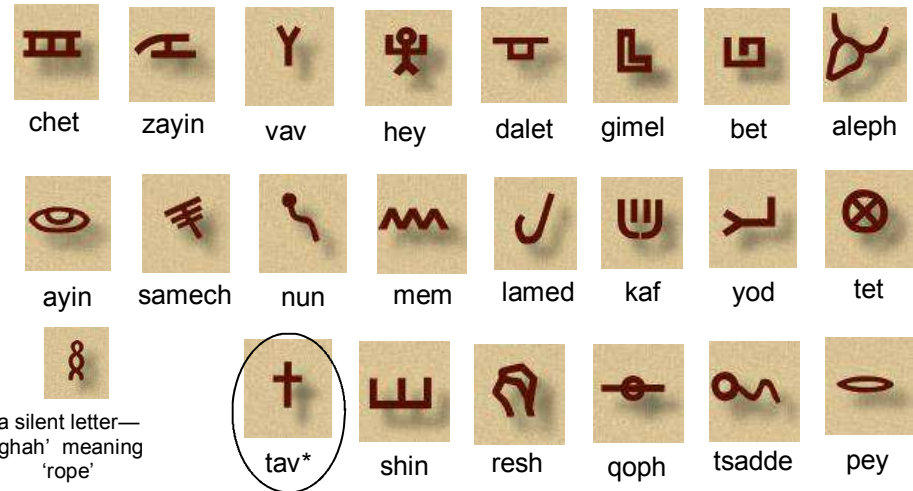 chet zayin vav hey dalet gimel bet aleph
ayin samech nun mem lamed kaf yod tet
a silent letter—
ghah’ meaning
‘rope’
tav* shin resh qoph tsadde pey